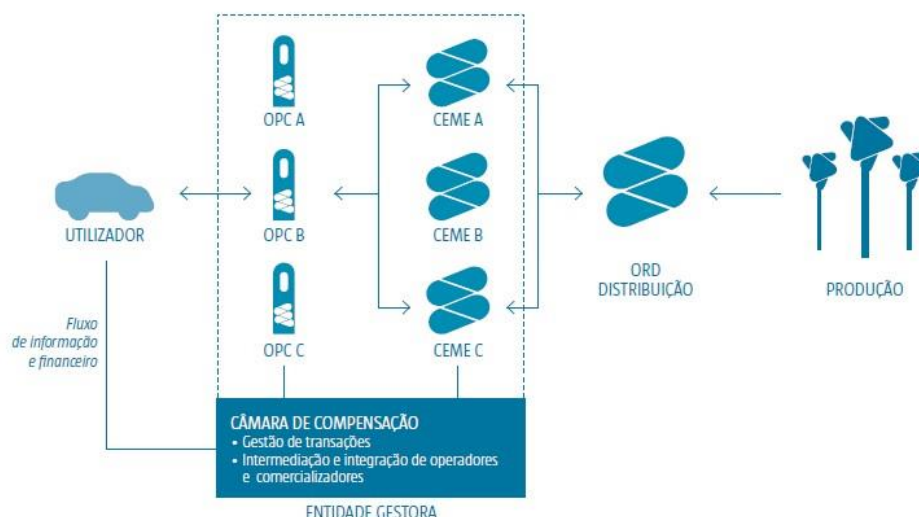 OPC A
CEME A
UTILIZADOR
OPC B
CEME B
ORD
DISTRIBUIÇÃO
PRODUÇÃO
Fluxo
de informação
e financeiro
OPC C
CEME C
CÂMARA DE COMPENSAÇÃO
• Gestão de transações
• Intermediação e integração de operadores
e comercializadores
ENTIDADE GESTORA